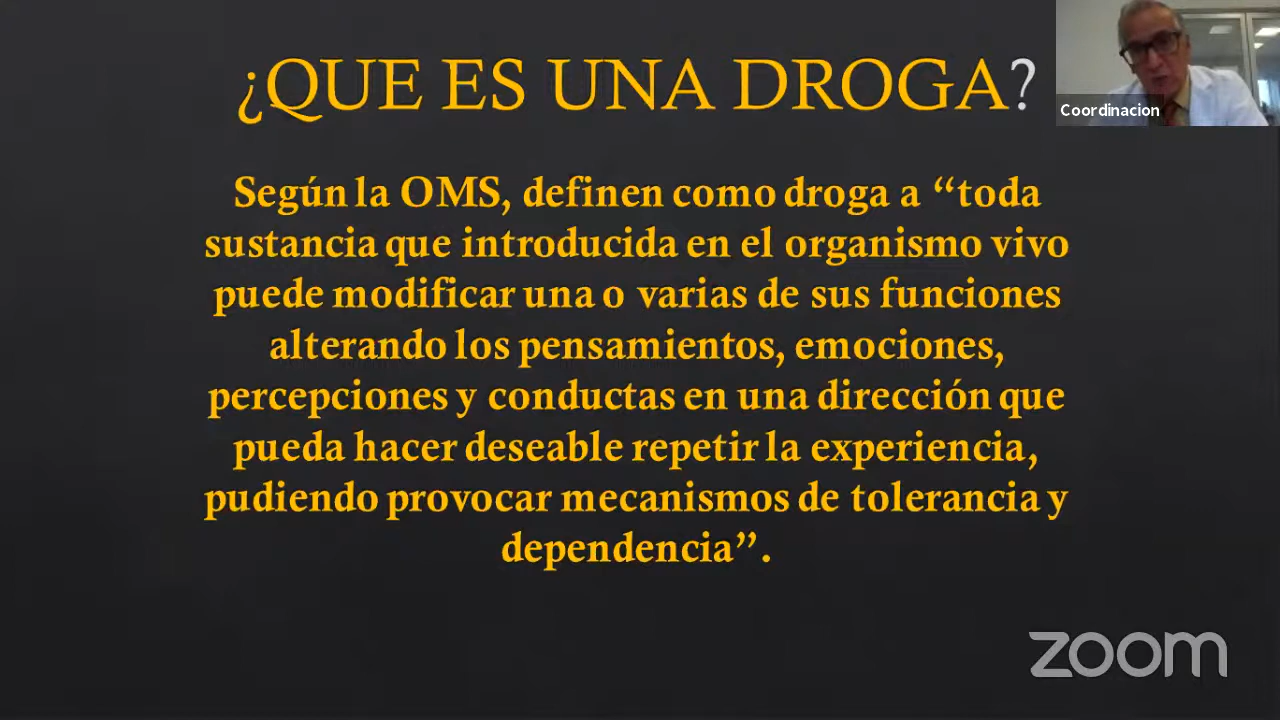 ¿QUE ES UNA DROGA?
Coordinacion
Según la OMS, definen como droga a “toda
sustancia que introducida en el organismo vivo
puede modificar una o varias de sus funciones
alterando los pensamientos, emociones,
percepciones y conductas en una dirección que
pueda hacer deseable repetir la experiencia,
pudiendo provocar mecanismos de tolerancia y
dependencia”.
zoom